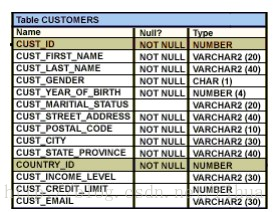 Table CUSTOMERS
Name Null? Type
CUST_ID NOT NULL NUMBER
CUST_FIRST_NAME NOT NULL VARCHAR2 (20)
CUST_LAST_NAME NOT NULL VARCHAR2 (40)
CUST_GENDER NOT NULL CHAR (1)
CUST_YEAR_OF_BIRTH NOT NULL NUMBER (4)
CUST_MARITIAL_STATUS VARCHAR2 (20)
CUST_STREET_ADDRESS NOT NULL VARCHAR2 (40)
CUST_POSTAL_CODE NOT NULL VARCHAR2 (10)
CUST_CITY NOT NULL VARCHAR2 (30)
CUST_STATE_PROVINCE NOT NULL VARCHAR2 (40)
COUNTRY_ID NOT NULL NUMBER
CUST_INCOME_LEVEL VARCHAR2 (30)
CUST_CREDIT_LIMIT NUMBER
CUST_EMAIL VARCHAR2 (30)